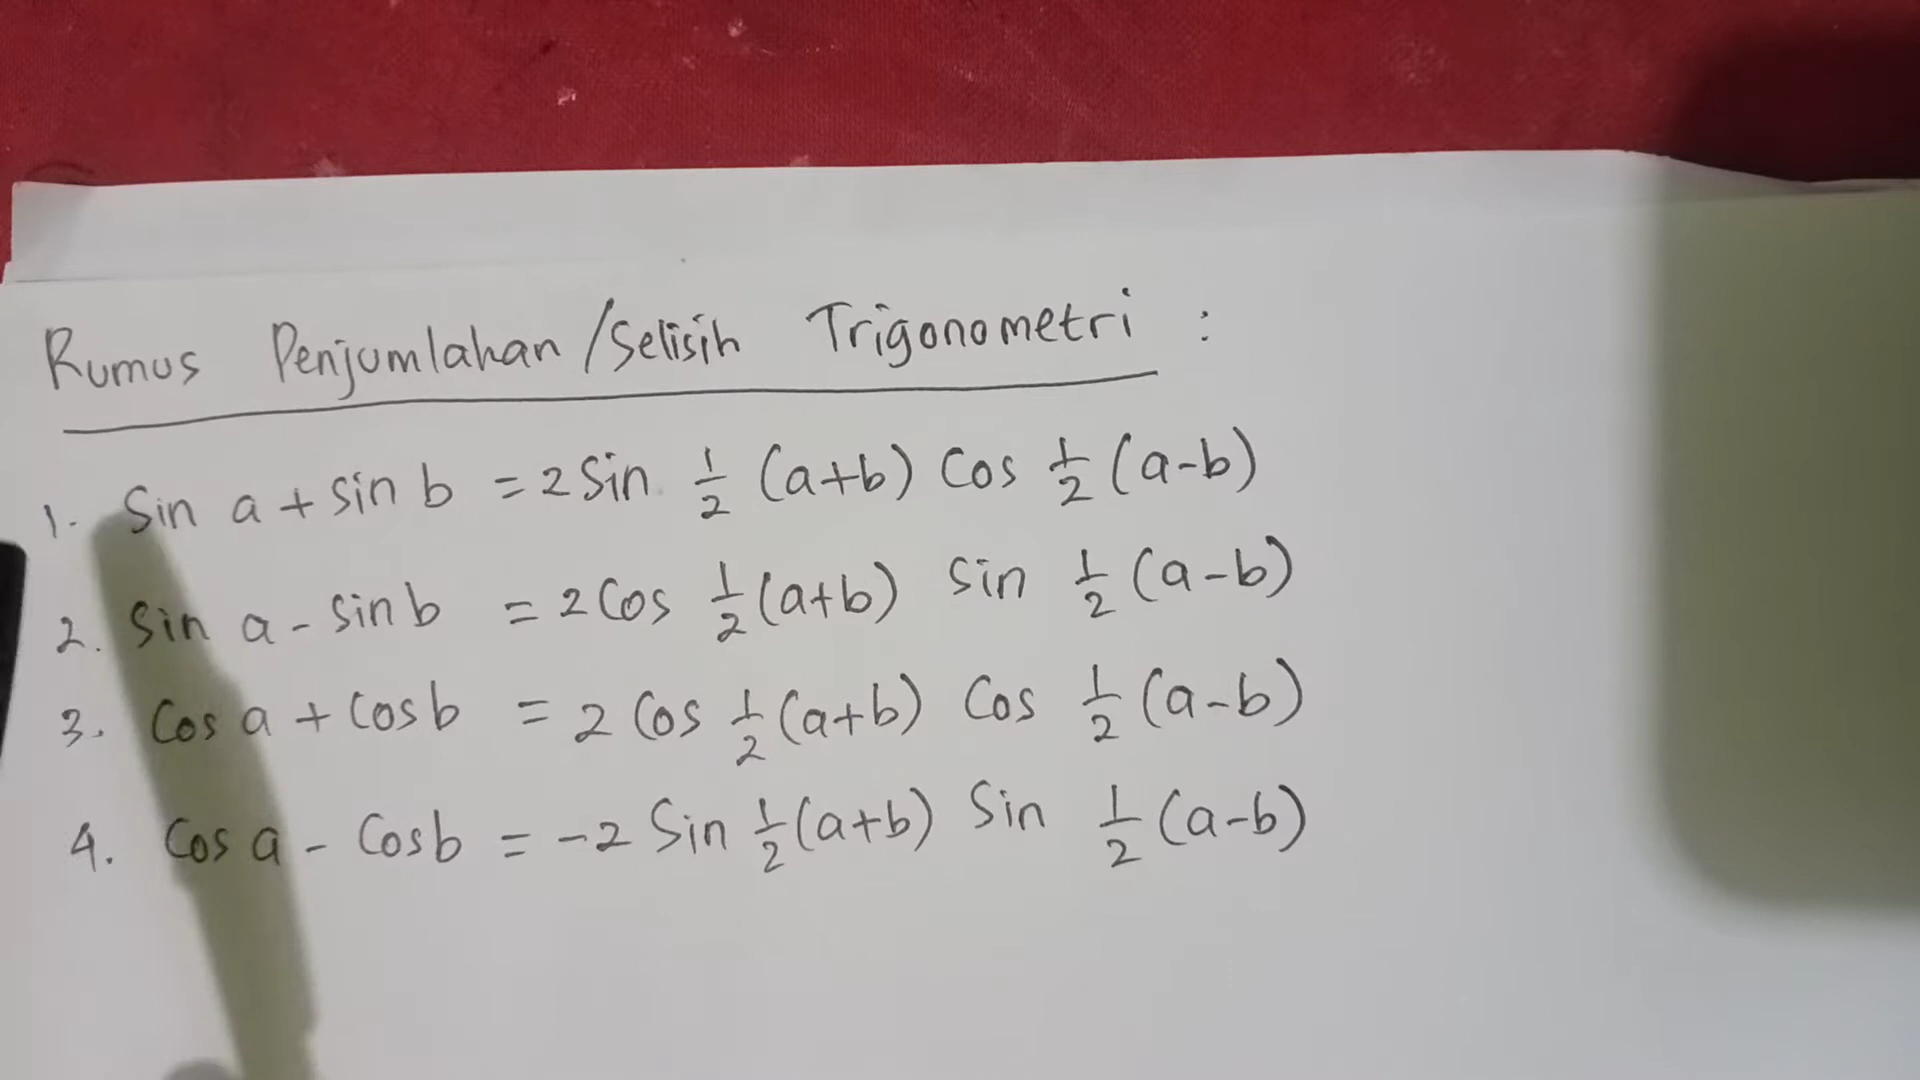 Rumus Penjumlahan/Selisih Trigonometri :
1. Sin a + sin b = 2 Sin 1/2 (a+b) Cos 1/2 (a-b)
2. Sin a - sin b = 2 Cos 1/2 (a+b) sin 1/2 (a-b)
3. Cos a + Cos b = 2 Cos 1/2 (a+b) Cos 1/2 (a-b)
4. Cos a - Cos b = -2 Sin 1/2 (a+b) Sin 1/2 (a-b)